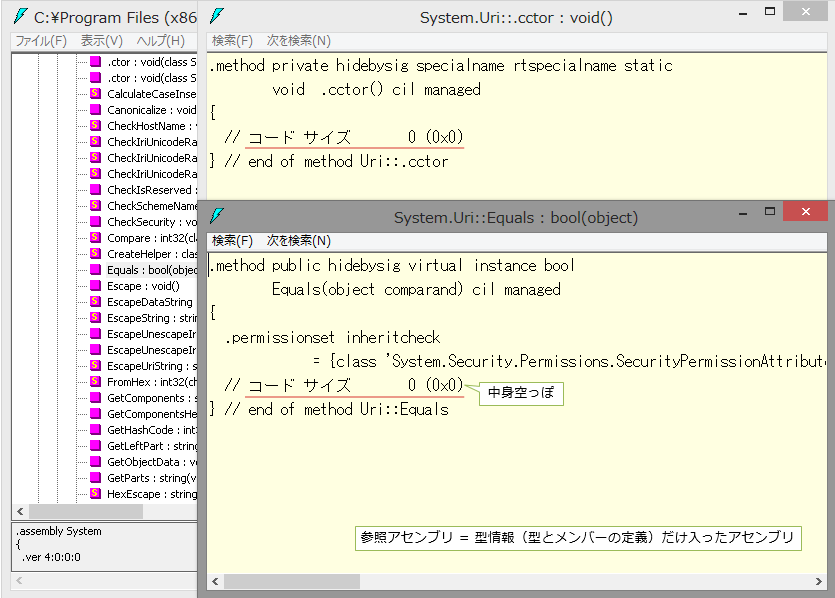 C:¥Program Files (x86
ファイル(F) 表示(V) ヘルプ(H)
.ctor : void(class S
.ctor : void(class S
CalculateCaseInse
Canonicalize : void
CheckHostName :
CheckIriUnicodeRa
CheckIriUnicodeRa
CheckIriUnicodeRa
CheckIsReserved :
CheckSchemeName
CheckSecurity : vo
Compare : int32(cla
CreateHelper : clas
Equals : bool(objec
Escape : void()
EscapeDataString
EscapeString : strin
EscapeUnescapeIr
EscapeUnescapeIr
EscapeUriString : s
FromHex : int32(ch
GetComponents : s
GetComponentsHe
GetHashCode : int3
GetLeftPart : string
GetObjectData : vo
GetParts : string(v
HexEscape : string
.assembly System
{
.ver 4:0:0:0
System.Uri::.cctor : void()
検索(F) 次を検索(N)
.method private hidebysig specialname rtspecialname static
void .cctor() cil managed
{
// コード サイズ 0 (0x0)
} // end of method Uri::.cctor
System.Uri::Equals : bool(object)
検索(F) 次を検索(N)
.method public hidebysig virtual instance bool
Equals(object comparand) cil managed
{
.permissionset inheritcheck
= {class 'System.Security.Permissions.SecurityPermissionAttribute
// コード サイズ 0 (0x0)
中身空っぽ
} // end of method Uri::Equals
参照アセンブリ = 型情報（型とメンバーの定義）だけ入ったアセンブリ